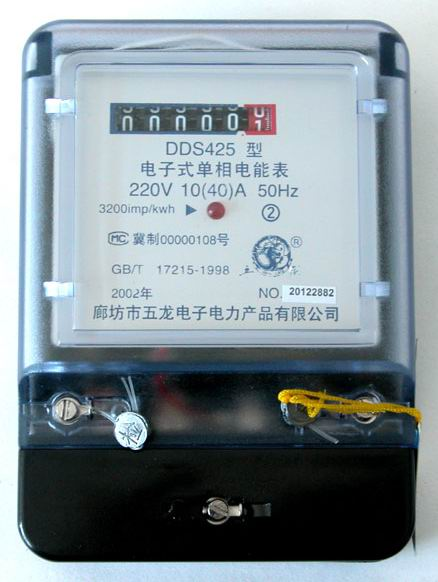 DDS425 型
电子式单相电能表
220V 10(40)A 50Hz
3200imp/kwh ▶ ②
MC 冀制00000108号
®
GB/T 17215-1998
2002年 NO. 20122882
廊坊市五龙电子电力产品有限公司